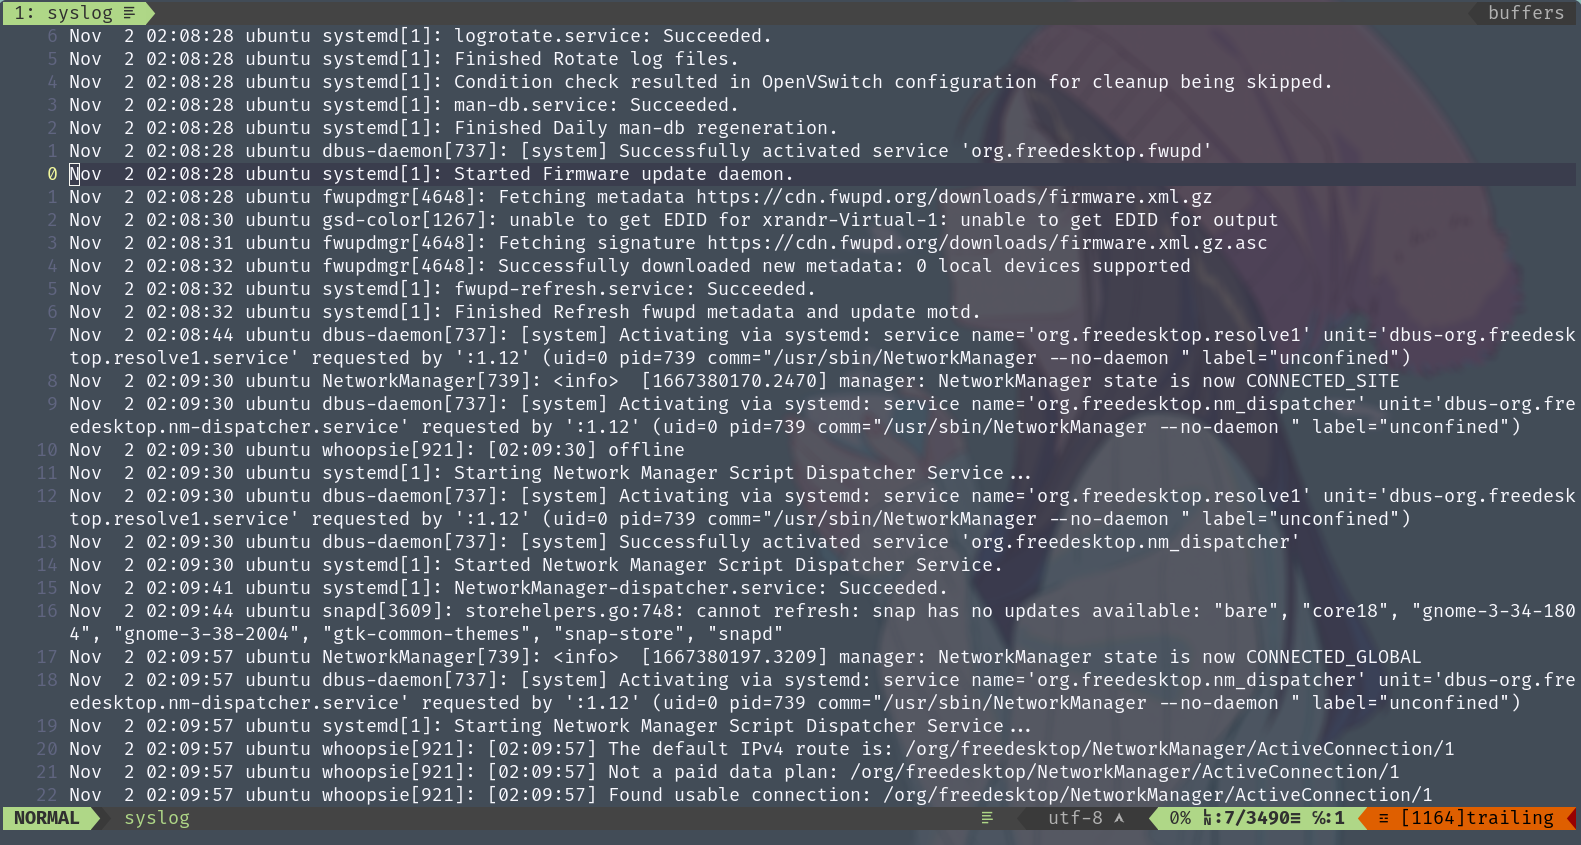 1: syslog buffers
6 Nov  2 02:08:28 ubuntu systemd[1]: logrotate.service: Succeeded.
5 Nov  2 02:08:28 ubuntu systemd[1]: Finished Rotate log files.
4 Nov  2 02:08:28 ubuntu systemd[1]: Condition check resulted in OpenVSwitch configuration for cleanup being skipped.
3 Nov  2 02:08:28 ubuntu systemd[1]: man-db.service: Succeeded.
2 Nov  2 02:08:28 ubuntu systemd[1]: Finished Daily man-db regeneration.
1 Nov  2 02:08:28 ubuntu dbus-daemon[737]: [system] Successfully activated service 'org.freedesktop.fwupd'
0 Nov  2 02:08:28 ubuntu systemd[1]: Started Firmware update daemon.
1 Nov  2 02:08:28 ubuntu fwupdmgr[4648]: Fetching metadata https://cdn.fwupd.org/downloads/firmware.xml.gz
2 Nov  2 02:08:30 ubuntu gsd-color[1267]: unable to get EDID for xrandr-Virtual-1: unable to get EDID for output
3 Nov  2 02:08:31 ubuntu fwupdmgr[4648]: Fetching signature https://cdn.fwupd.org/downloads/firmware.xml.gz.asc
4 Nov  2 02:08:32 ubuntu fwupdmgr[4648]: Successfully downloaded new metadata: 0 local devices supported
5 Nov  2 02:08:32 ubuntu systemd[1]: fwupd-refresh.service: Succeeded.
6 Nov  2 02:08:32 ubuntu systemd[1]: Finished Refresh fwupd metadata and update motd.
7 Nov  2 02:08:44 ubuntu dbus-daemon[737]: [system] Activating via systemd: service name='org.freedesktop.resolve1' unit='dbus-org.freedesk
top.resolve1.service' requested by ':1.12' (uid=0 pid=739 comm="/usr/sbin/NetworkManager --no-daemon " label="unconfined")
8 Nov  2 02:09:30 ubuntu NetworkManager[739]: <info>  [1667380170.2470] manager: NetworkManager state is now CONNECTED_SITE
9 Nov  2 02:09:30 ubuntu dbus-daemon[737]: [system] Activating via systemd: service name='org.freedesktop.nm_dispatcher' unit='dbus-org.fre
edesktop.nm-dispatcher.service' requested by ':1.12' (uid=0 pid=739 comm="/usr/sbin/NetworkManager --no-daemon " label="unconfined")
10 Nov  2 02:09:30 ubuntu whoopsie[921]: [02:09:30] offline
11 Nov  2 02:09:30 ubuntu systemd[1]: Starting Network Manager Script Dispatcher Service...
12 Nov  2 02:09:30 ubuntu dbus-daemon[737]: [system] Activating via systemd: service name='org.freedesktop.resolve1' unit='dbus-org.freedesk
top.resolve1.service' requested by ':1.12' (uid=0 pid=739 comm="/usr/sbin/NetworkManager --no-daemon " label="unconfined")
13 Nov  2 02:09:30 ubuntu dbus-daemon[737]: [system] Successfully activated service 'org.freedesktop.nm_dispatcher'
14 Nov  2 02:09:30 ubuntu systemd[1]: Started Network Manager Script Dispatcher Service.
15 Nov  2 02:09:41 ubuntu systemd[1]: NetworkManager-dispatcher.service: Succeeded.
16 Nov  2 02:09:44 ubuntu snapd[3609]: storehelpers.go:748: cannot refresh: snap has no updates available: "bare", "core18", "gnome-3-34-180
4", "gnome-3-38-2004", "gtk-common-themes", "snap-store", "snapd"
17 Nov  2 02:09:57 ubuntu NetworkManager[739]: <info>  [1667380197.3209] manager: NetworkManager state is now CONNECTED_GLOBAL
18 Nov  2 02:09:57 ubuntu dbus-daemon[737]: [system] Activating via systemd: service name='org.freedesktop.nm_dispatcher' unit='dbus-org.fre
edesktop.nm-dispatcher.service' requested by ':1.12' (uid=0 pid=739 comm="/usr/sbin/NetworkManager --no-daemon " label="unconfined")
19 Nov  2 02:09:57 ubuntu systemd[1]: Starting Network Manager Script Dispatcher Service...
20 Nov  2 02:09:57 ubuntu whoopsie[921]: [02:09:57] The default IPv4 route is: /org/freedesktop/NetworkManager/ActiveConnection/1
21 Nov  2 02:09:57 ubuntu whoopsie[921]: [02:09:57] Not a paid data plan: /org/freedesktop/NetworkManager/ActiveConnection/1
22 Nov  2 02:09:57 ubuntu whoopsie[921]: [02:09:57] Found usable connection: /org/freedesktop/NetworkManager/ActiveConnection/1
NORMAL syslog utf-8 0% ␤:7/3490≡ ℅:1 [1164]trailing